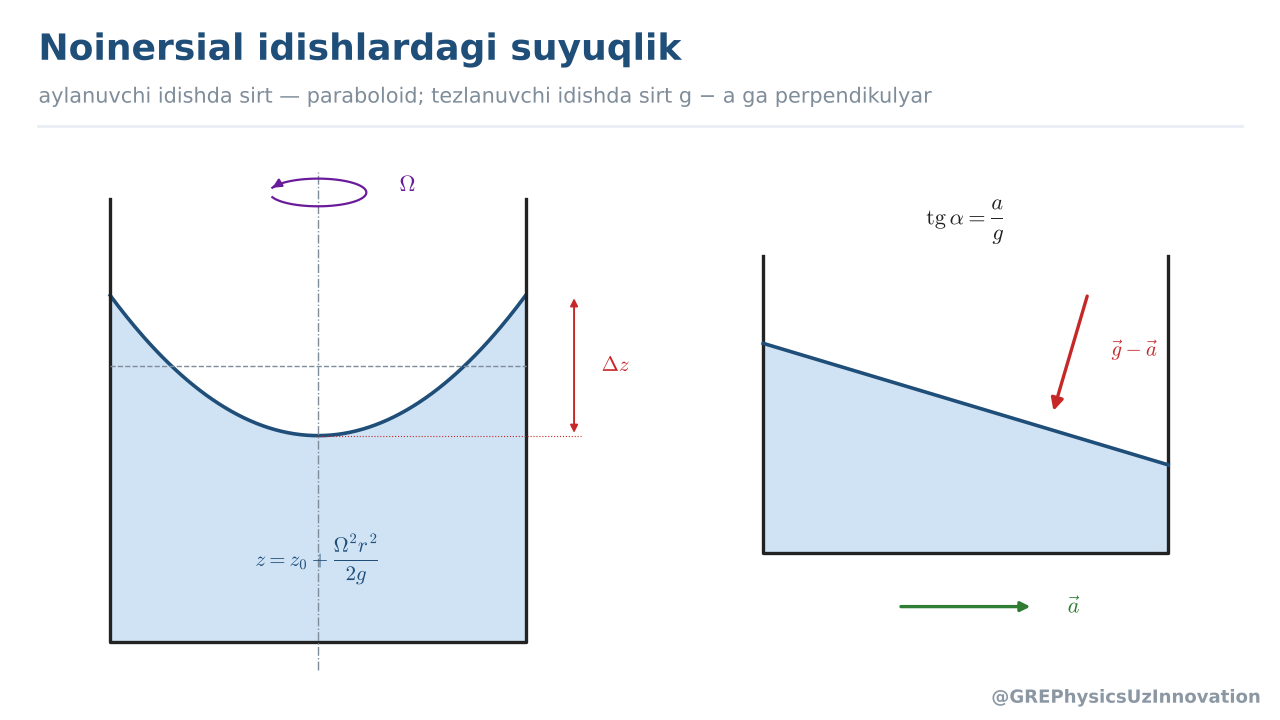 Noinersial idishlardagi suyuqlik
aylanuvchi idishda sirt — paraboloid; tezlanuvchi idishda sirt g − a ga perpendikulyar
Ω
Δz
z = z₀ + Ω²r² / 2g
tg α = a / g
g⃗ − a⃗
a⃗
@GREPhysicsUzInnovation